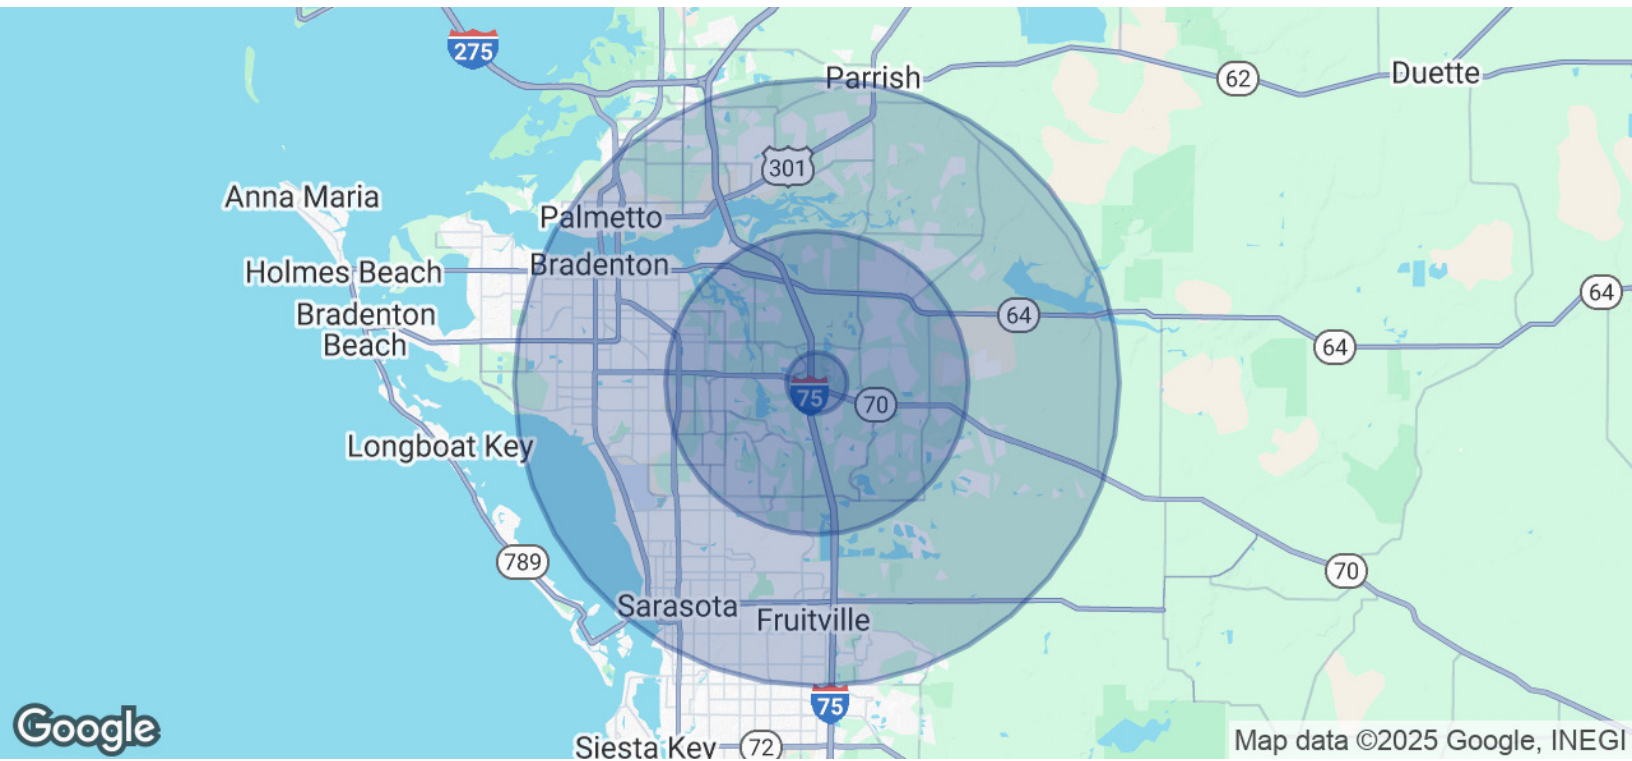 275
Parrish
62
Duette
301
Anna Maria
Palmetto
Bradenton
Holmes Beach
64
Bradenton
Beach
64
64
75
70
Longboat Key
789
70
Sarasota
Fruitville
75
Siesta Key
72
Google
Map data ©2025 Google, INEGI